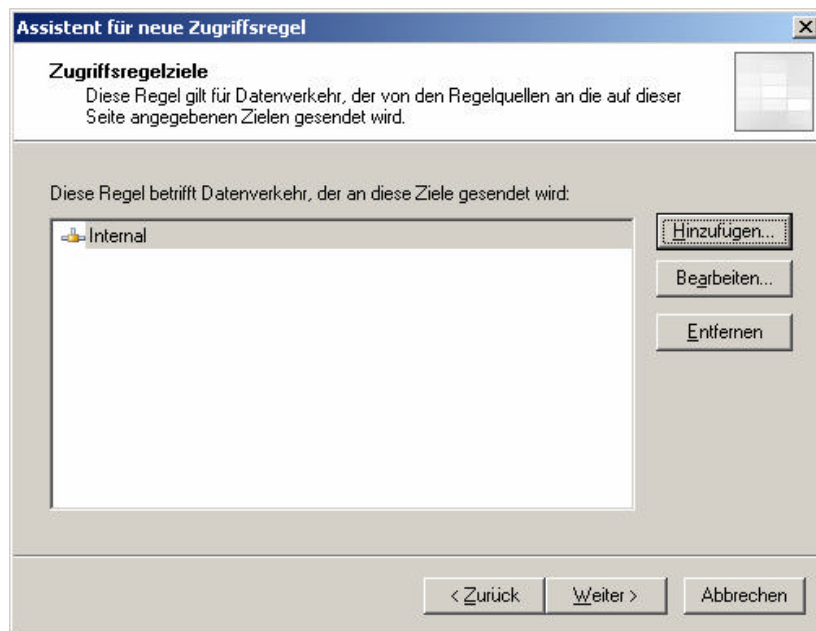 Assistent für neue Zugriffsregel
Zugriffsregelziele
Diese Regel gilt für Datenverkehr, der von den Regelquellen an die auf dieser
Seite angegebenen Zielen gesendet wird.
Diese Regel betrifft Datenverkehr, der an diese Ziele gesendet wird:
Internal
Hinzufügen...
Bearbeiten...
Entfernen
< Zurück
Weiter >
Abbrechen